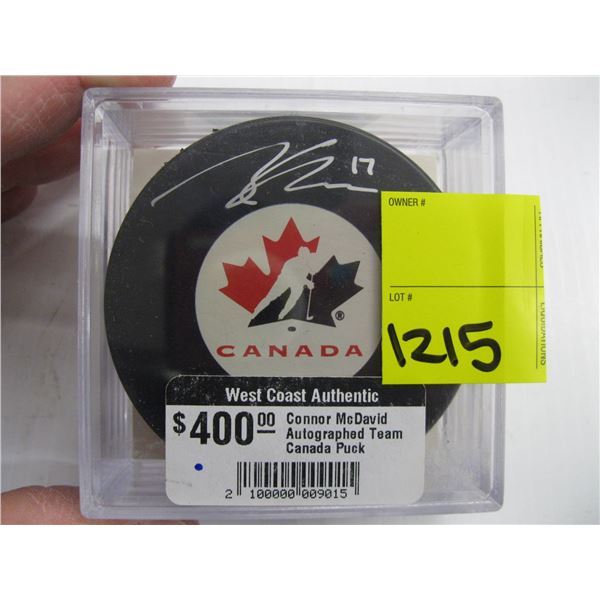 17
OWNER #
LOT #
1215
LIQUIDATIONS
®
CANADA
West Coast Authentic
$400.00 Connor McDavid
Autographed Team
Canada Puck
2 100000 009015